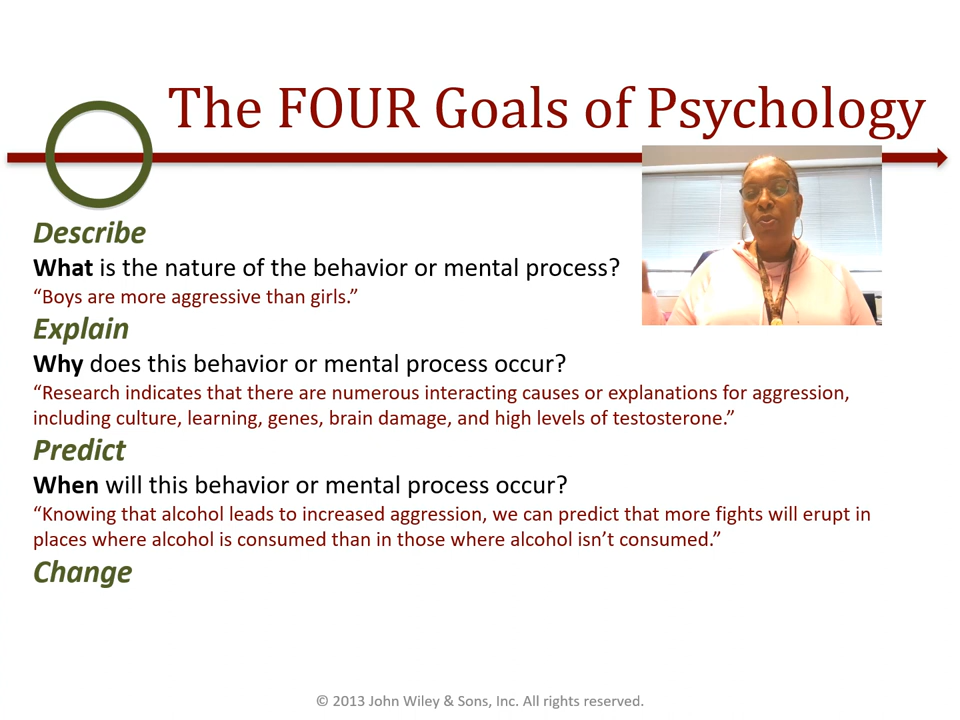 The FOUR Goals of Psychology
Describe
What is the nature of the behavior or mental process?
“Boys are more aggressive than girls.”
Explain
Why does this behavior or mental process occur?
“Research indicates that there are numerous interacting causes or explanations for aggression,
including culture, learning, genes, brain damage, and high levels of testosterone.”
Predict
When will this behavior or mental process occur?
“Knowing that alcohol leads to increased aggression, we can predict that more fights will erupt in
places where alcohol is consumed than in those where alcohol isn’t consumed.”
Change
© 2013 John Wiley & Sons, Inc. All rights reserved.